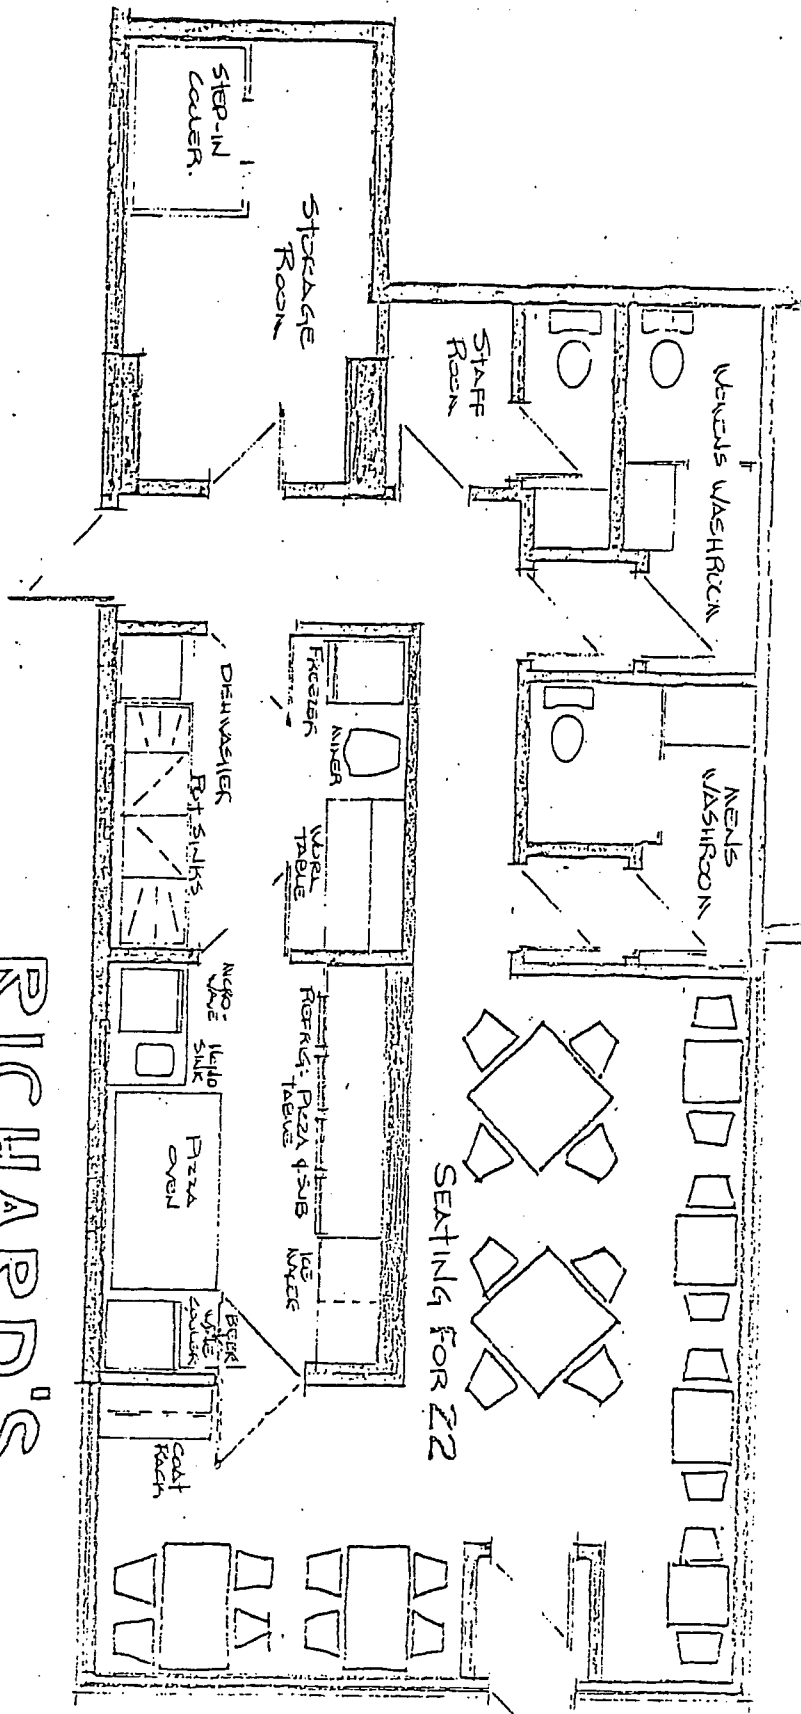 STEP-IN
COOLER.
STORAGE
ROOM
STAFF
ROOM
WOMENS WASHROOM
MENS
WASHROOM
FREEZER
MIXER
WORK
TABLE
DISHWASHER
POT SINKS
MICRO-
WAVE
HAND
SINK
REFRIG. PIZZA & SUB
TABLE
PIZZA
OVEN
ICE
MAKER
BEER
WINE
COOLER
COAT
RACK
SEATING FOR 22
RICHARD'S